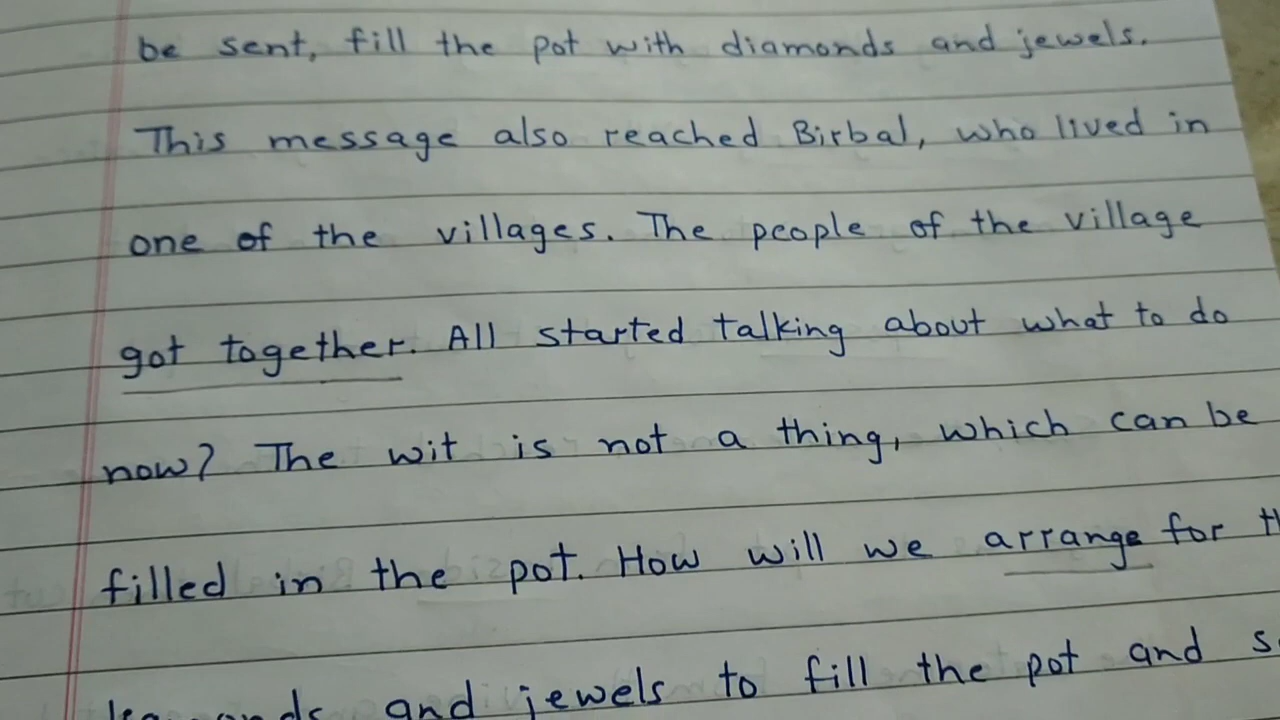 be sent, fill the pot with diamonds and jewels.
This message also reached Birbal, who lived in
one of the villages. The people of the village
got together. All started talking about what to do
now? The wit is not a thing, which can be
filled in the pot. How will we arrange for
and jewels to fill the pot and